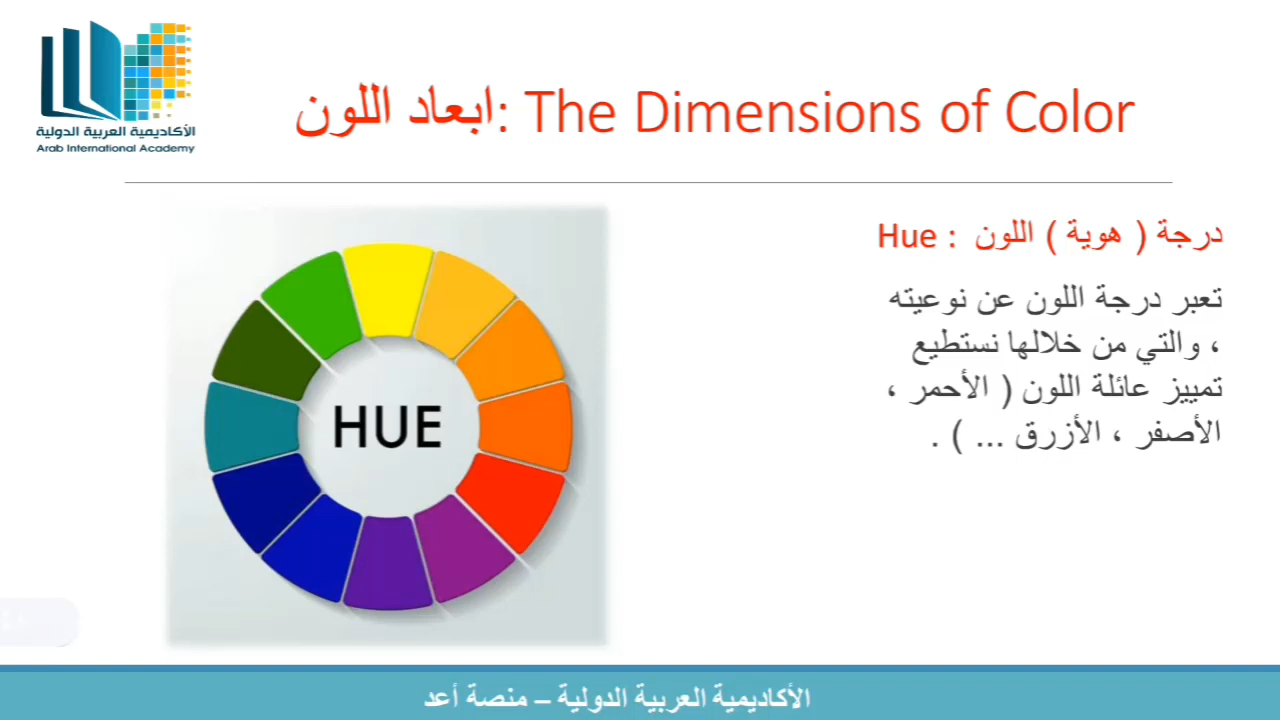 الأكاديمية العربية الدولية
Arab International Academy
ابعاد اللون: The Dimensions of Color
درجة ( هوية ) اللون : Hue
تعبر درجة اللون عن نوعيته
، والتي من خلالها نستطيع
تمييز عائلة اللون ( الأحمر ،
الأصفر ، الأزرق ... ) .
HUE
الأكاديمية العربية الدولية – منصة أعد